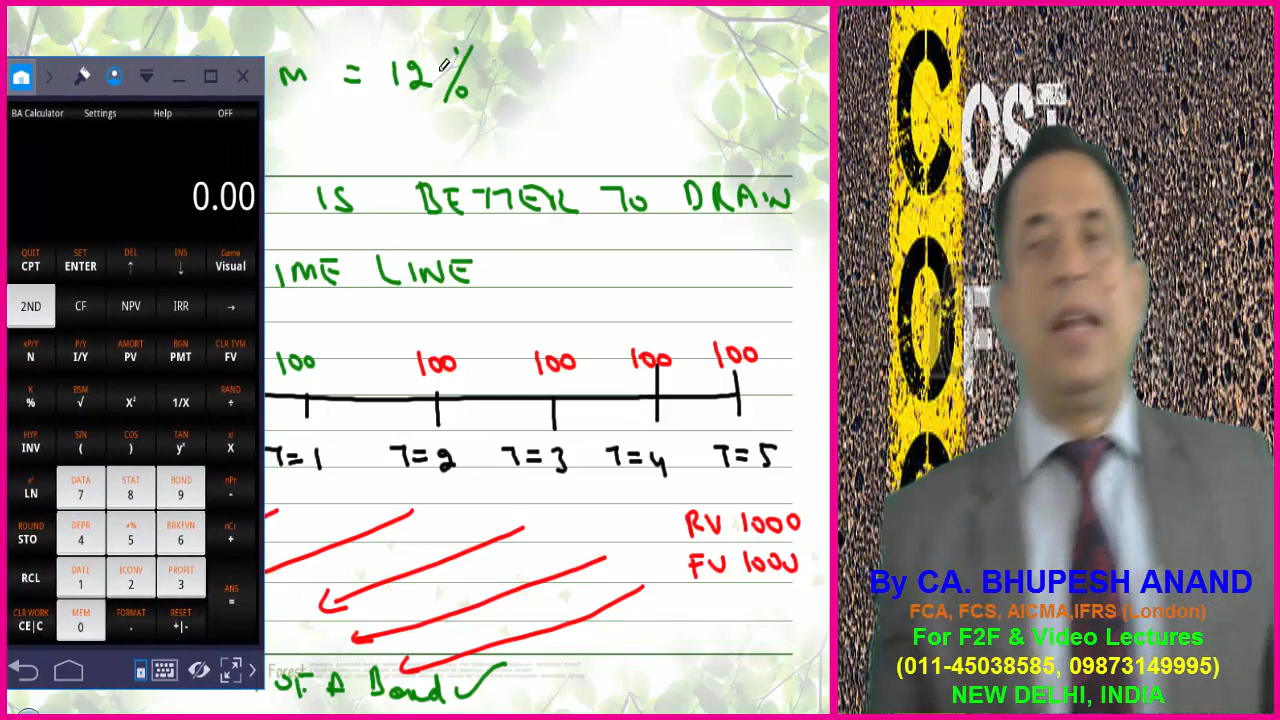 m = 12%
IS BETTER TO DRAW
IME LINE
100 100 100 100 100
T=1 T=2 T=3 T=4 T=5
RV 1000
FV 1000
OF A Bond ✓
Forest
BA Calculator Settings Help OFF
0.00
QUIT SET DEL INS Game
CPT ENTER ↑ ↓ Visual
2ND CF NPV IRR →
xP/Y P/Y AMORT BGN CLR TVM
N I/Y PV PMT FV
K BSM RAND
% √ X² 1/X ÷
HYP SIN COS TAN x!
INV ( ) yˣ X
eˣ DATA STAT BOND nPr
LN 7 8 9 -
ROUND DEPR +% BRKEVN nCr
STO 4 5 6 +
DATE ICONV PROFIT ANS
RCL 1 2 3 =
CLR WORK MEM FORMAT RESET
CE|C 0 . +|-
COST
OF
C
By CA. BHUPESH ANAND
FCA, FCS, AICMA,IFRS (London)
For F2F & Video Lectures
(011-45038585, 09873149995)
NEW DELHI, INDIA